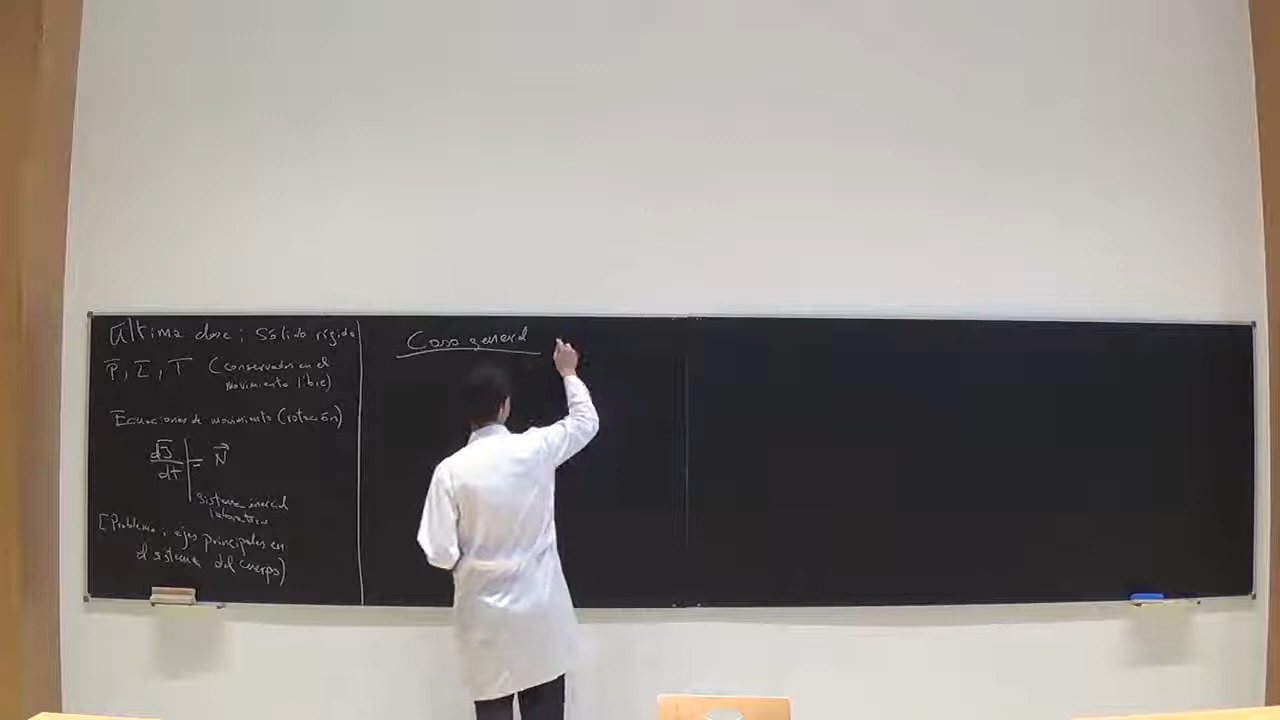 Última clase: Sólido rígido
P̄, L̄, T (conservados en el
movimiento libre)
Ecuaciones de movimiento (rotación)
dJ̄
/dt | = N⃗
sistema inercial
laboratorio
[Problema: ejes principales en
el sistema del cuerpo]
Caso general